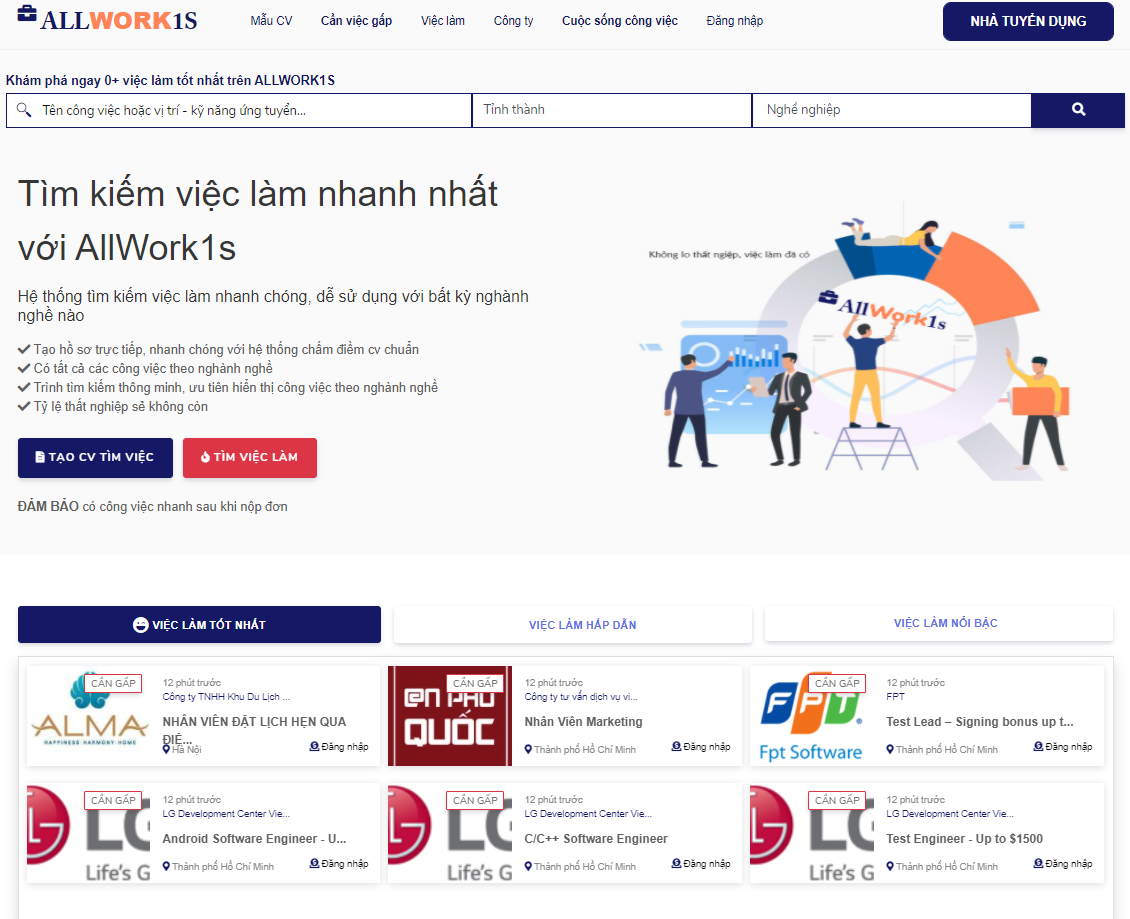 ALLWORK1S
Mẫu CV
Cần việc gấp
Việc làm
Công ty
Cuộc sống công việc
Đăng nhập
NHÀ TUYỂN DỤNG
Khám phá ngay 0+ việc làm tốt nhất trên ALLWORK1S
Tên công việc hoặc vị trí - kỹ năng ứng tuyển...
Tỉnh thành
Nghề nghiệp
Tìm kiếm việc làm nhanh nhất
với AllWork1s
Hệ thống tìm kiếm việc làm nhanh chóng, dễ sử dụng với bất kỳ nghành
nghề nào
Tạo hồ sơ trực tiếp, nhanh chóng với hệ thống chấm điểm cv chuẩn
Có tất cả các công việc theo nghành nghề
Trình tìm kiếm thông minh, ưu tiên hiển thị công việc theo nghành nghề
Tỷ lệ thất nghiệp sẽ không còn
TẠO CV TÌM VIỆC
TÌM VIỆC LÀM
ĐẢM BẢO có công việc nhanh sau khi nộp đơn
Không lo thất ngiệp, việc làm đã có
AllWork1s
VIỆC LÀM TỐT NHẤT
VIỆC LÀM HẤP DẪN
VIỆC LÀM NỔI BẬC
CẦN GẤP
ALMA
HAPPINESS·HARMONY·HOME
12 phút trước
Công ty TNHH Khu Du Lịch ...
NHÂN VIÊN ĐẶT LỊCH HẸN QUA
ĐIỆ...
Hà Nội
Đăng nhập
CẦN GẤP
@N PHÚ
QUỐC
12 phút trước
Công ty tư vấn dịch vụ vi...
Nhân Viên Marketing
Thành phố Hồ Chí Minh
Đăng nhập
CẦN GẤP
FPT
Fpt Software
12 phút trước
FPT
Test Lead – Signing bonus up t...
Thành phố Hồ Chí Minh
Đăng nhập
CẦN GẤP
LG
Life's G
12 phút trước
LG Development Center Vie...
Android Software Engineer - U...
Thành phố Hồ Chí Minh
Đăng nhập
CẦN GẤP
LG
Life's G
12 phút trước
LG Development Center Vie...
C/C++ Software Engineer
Thành phố Hồ Chí Minh
Đăng nhập
CẦN GẤP
LG
Life's G
12 phút trước
LG Development Center Vie...
Test Engineer - Up to $1500
Thành phố Hồ Chí Minh
Đăng nhập